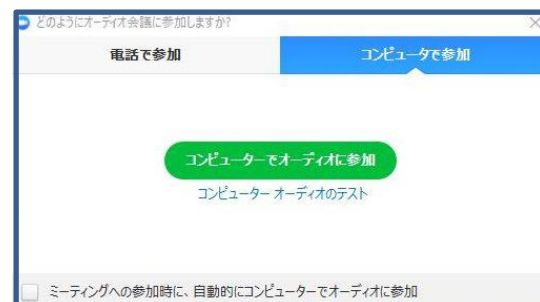 どのようにオーディオ会議に参加しますか?
電話で参加
コンピュータで参加
コンピューターでオーディオに参加
コンピューター オーディオのテスト
ミーティングへの参加時に、自動的にコンピューターでオーディオに参加